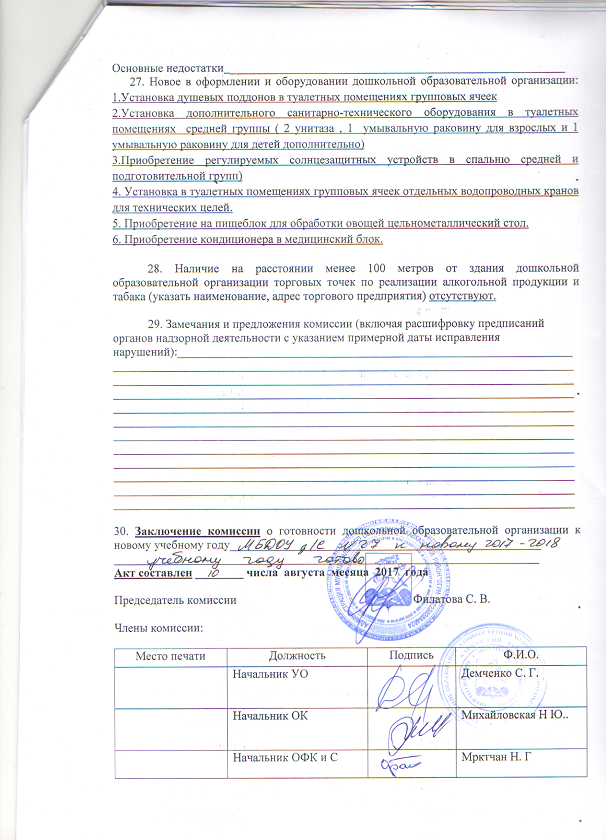 Основные недостатки
27. Новое в оформлении и оборудовании дошкольной образовательной организации:
1.Установка душевых поддонов в туалетных помещениях групповых ячеек
2.Установка дополнительного санитарно-технического оборудования в туалетных
помещениях средней группы ( 2 унитаза , 1 умывальную раковину для взрослых и 1
умывальную раковину для детей дополнительно)
3.Приобретение регулируемых солнцезащитных устройств в спальню средней и
подготовительной групп)
4. Установка в туалетных помещениях групповых ячеек отдельных водопроводных кранов
для технических целей.
5. Приобретение на пищеблок для обработки овощей цельнометаллический стол.
6. Приобретение кондиционера в медицинский блок.
28. Наличие на расстоянии менее 100 метров от здания дошкольной
образовательной организации торговых точек по реализации алкогольной продукции и
табака (указать наименование, адрес торгового предприятия) отсутствуют.
29. Замечания и предложения комиссии (включая расшифровку предписаний
органов надзорной деятельности с указанием примерной даты исправления
нарушений):
30. Заключение комиссии о готовности дошкольной образовательной организации к
новому учебному году МБДОУ д/с №27 к новому 2017-2018
учебному году готово
Акт составлен 10 числа августа месяца 2017 года
Председатель комиссии Филатова С. В.
Члены комиссии:
Место печати Должность Подпись Ф.И.О.
Начальник УО Демченко С. Г.
Начальник ОК Михайловская Н Ю..
Начальник ОФК и С Мрктчан Н. Г